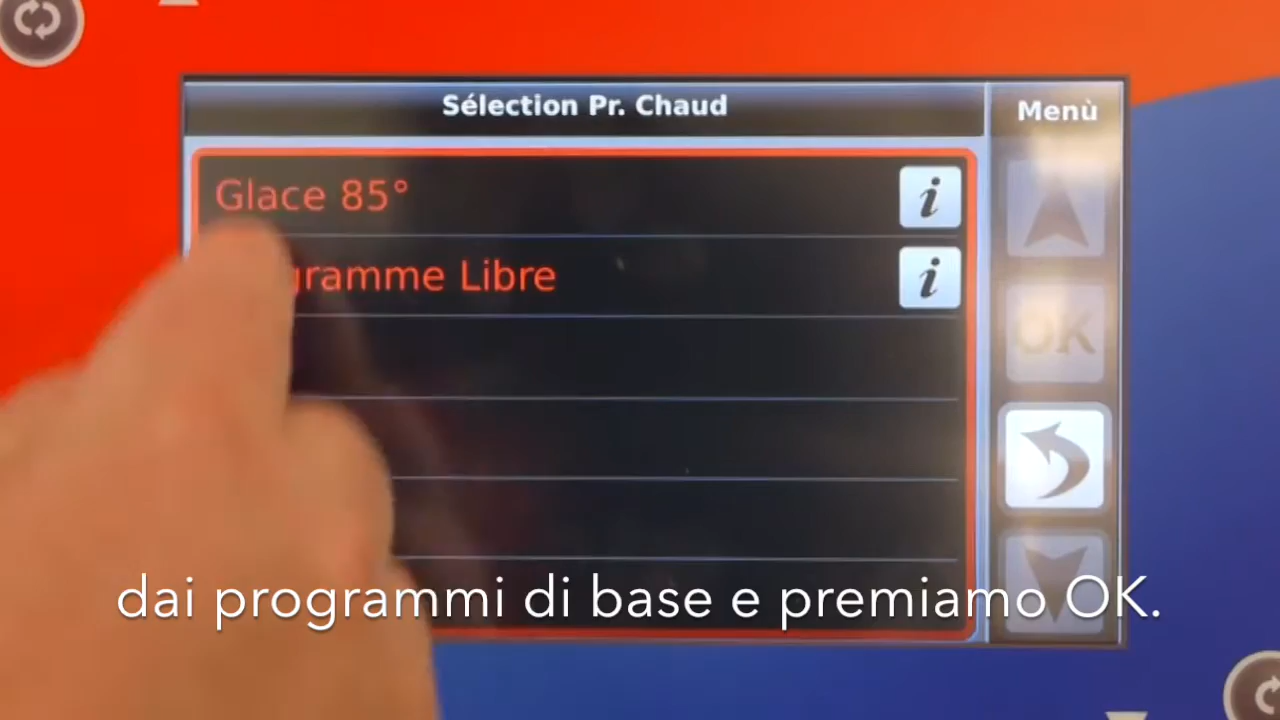 Sélection Pr. Chaud
Menù
Glace 85°
i
gramme Libre
i
OK
dai programmi di base e premiamo OK.